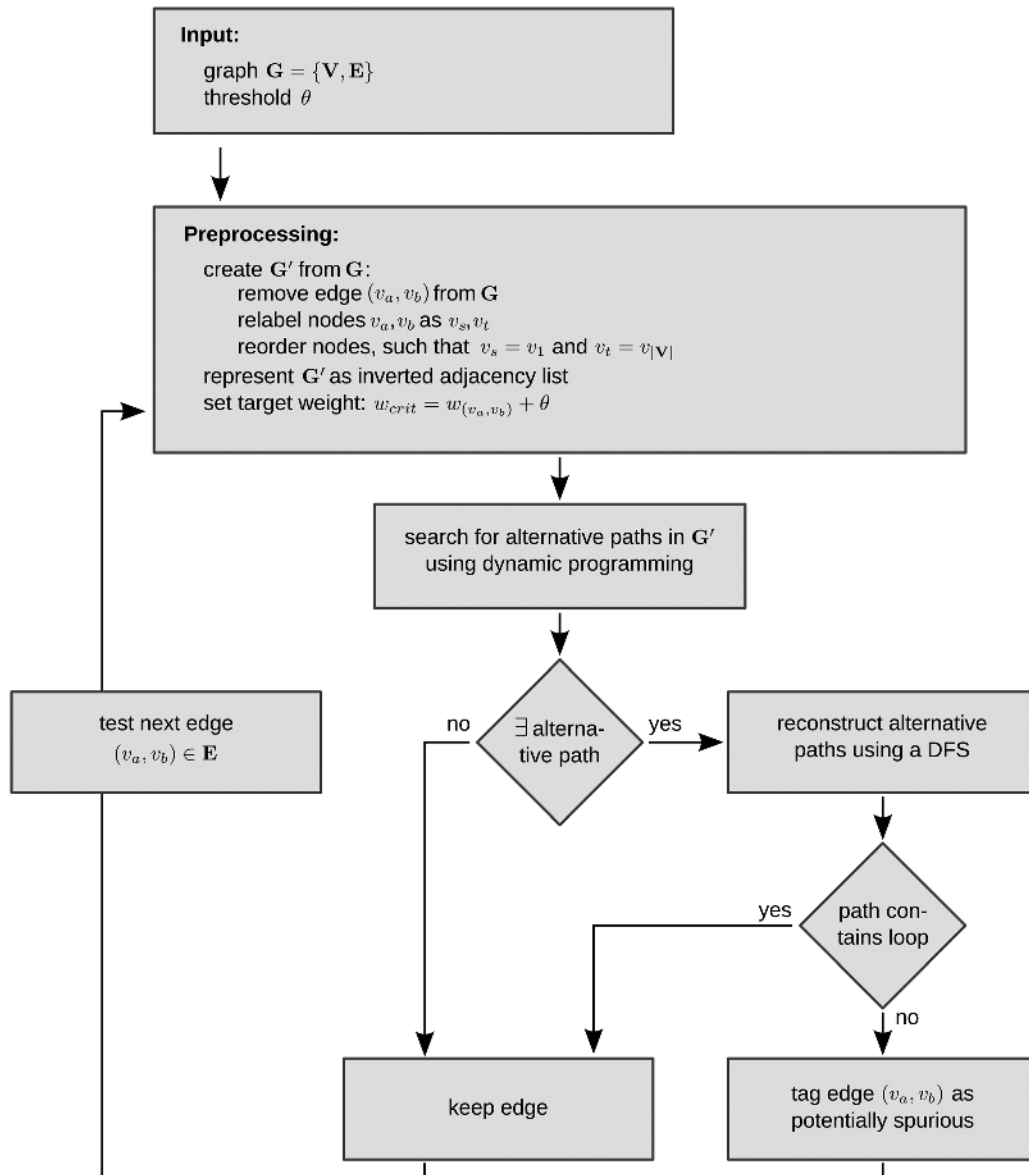 Input:
graph G = {V, E}
threshold θ
Preprocessing:
create G′ from G:
remove edge (v_a, v_b) from G
relabel nodes v_a, v_b as v_s, v_t
reorder nodes, such that v_s = v_1 and v_t = v_|V|
represent G′ as inverted adjacency list
set target weight: w_crit = w_(v_a, v_b) + θ
search for alternative paths in G′
using dynamic programming
test next edge
(v_a, v_b) ∈ E
no
∃ alterna-
tive path
yes
reconstruct alternative
paths using a DFS
yes
path con-
tains loop
no
keep edge
tag edge (v_a, v_b) as
potentially spurious